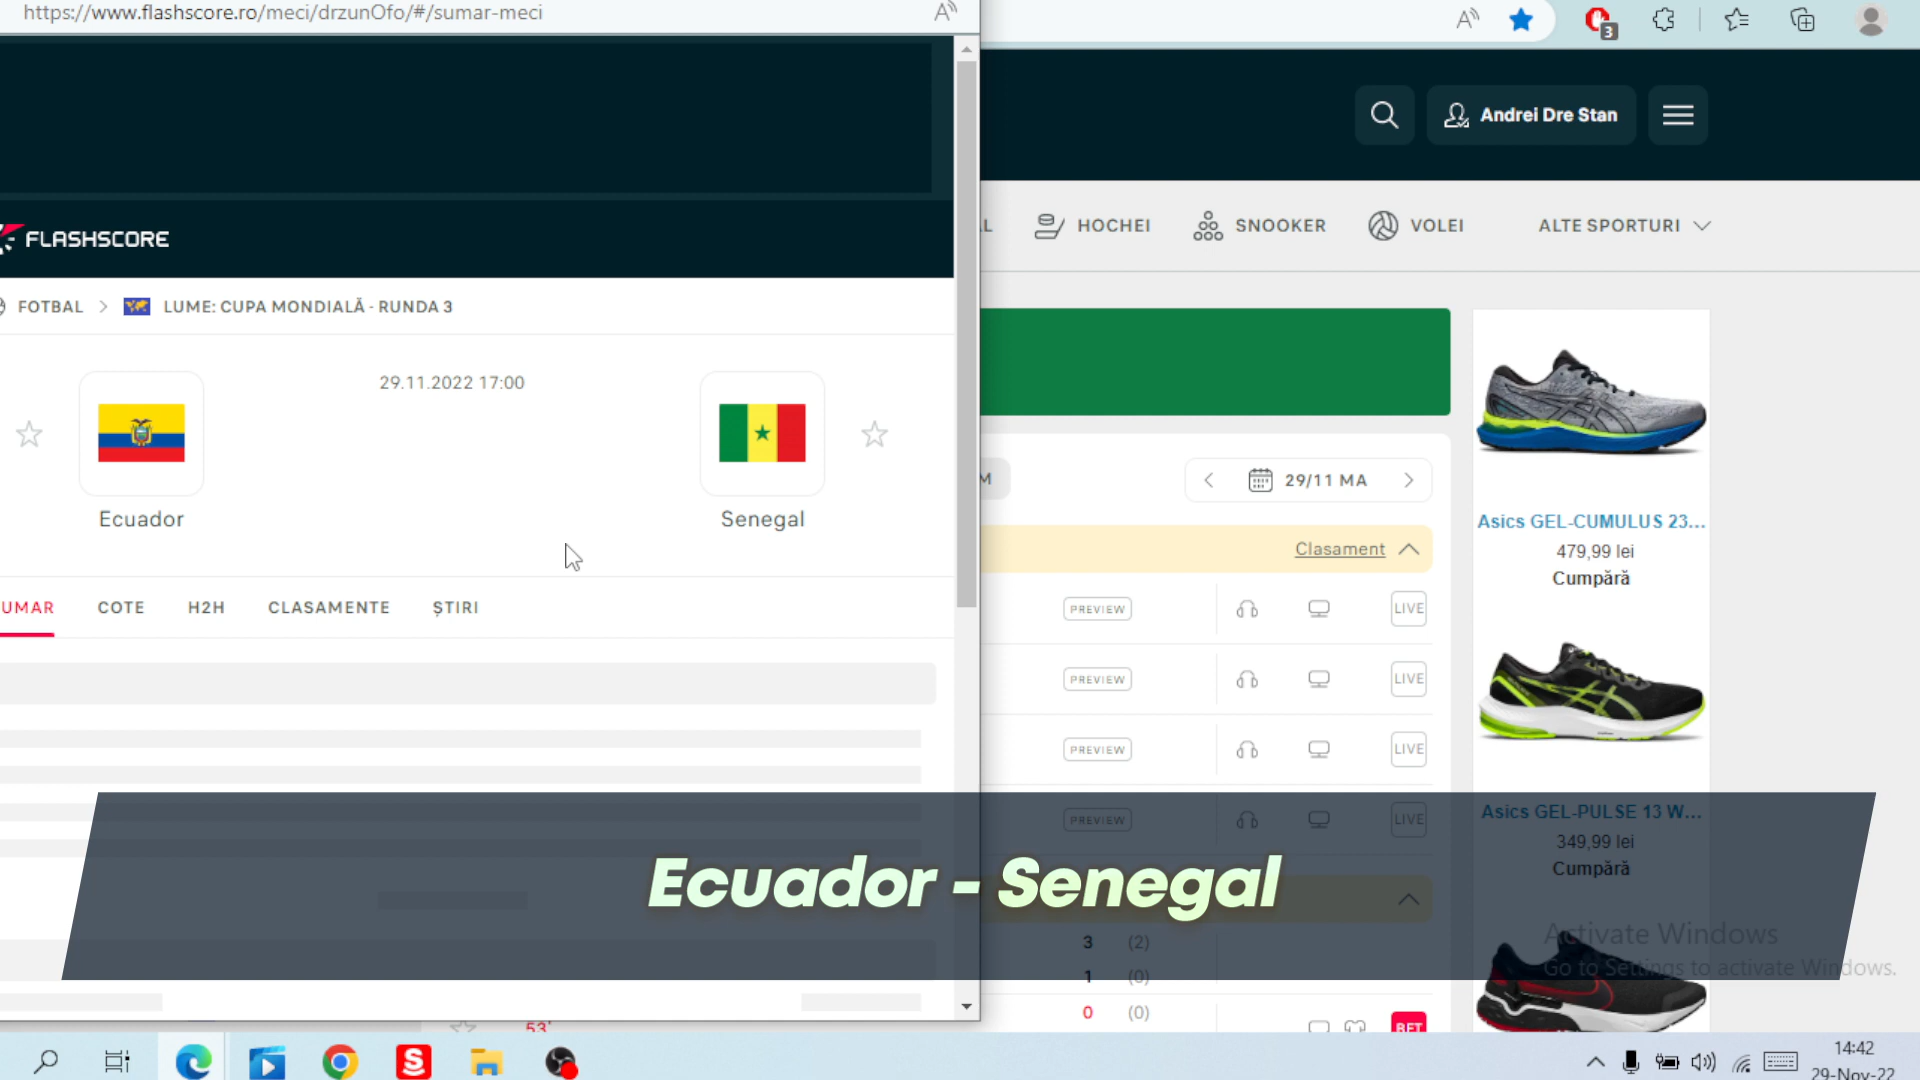 https://www.flashscore.ro/meci/drzunOfo/#/sumar-meci
3
Andrei Dre Stan
HOCHEI
SNOOKER
VOLEI
ALTE SPORTURI
FLASHSCORE
FOTBAL
LUME: CUPA MONDIALĂ - RUNDA 3
29.11.2022 17:00
Ecuador
Senegal
UMAR
COTE
H2H
CLASAMENTE
ȘTIRI
M
29/11 MA
Clasament
PREVIEW
LIVE
PREVIEW
LIVE
PREVIEW
LIVE
PREVIEW
LIVE
3 (2)
1 (0)
0 (0)
53'
BET
Asics GEL-CUMULUS 23...
479,99 lei
Cumpără
Asics GEL-PULSE 13 W...
349,99 lei
Cumpără
Ecuador - Senegal
Activate Windows
Go to Settings to activate Windows.
14:42
29-Nov-22